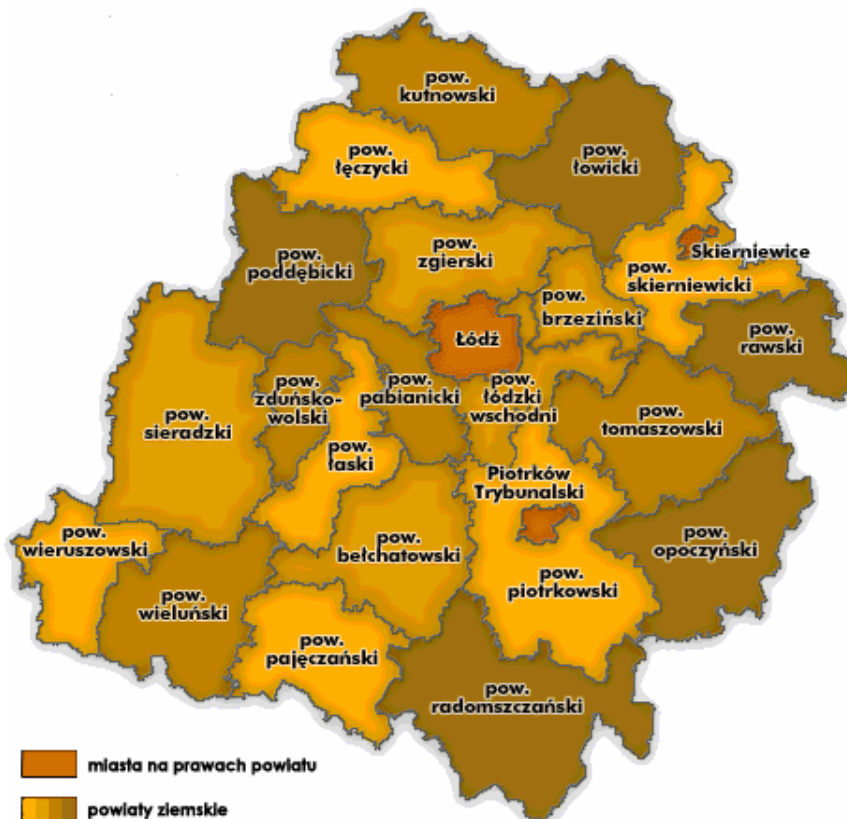 pow.
kutnowski
pow.
łęczycki
pow.
łowicki
pow.
poddębicki
pow.
zgierski
Skierniewice
pow.
skierniewicki
pow.
brzeziński
Łódź
pow.
rawski
pow.
sieradzki
pow.
zduńsko-
wolski
pow.
pabianicki
pow.
łódzki
wschodni
pow.
tomaszowski
pow.
łaski
Piotrków
Trybunalski
pow.
wieruszowski
pow.
bełchatowski
pow.
opoczyński
pow.
wieluński
pow.
piotrkowski
pow.
pajęczański
pow.
radomszczański
miasta na prawach powiatu
powiaty ziemskie